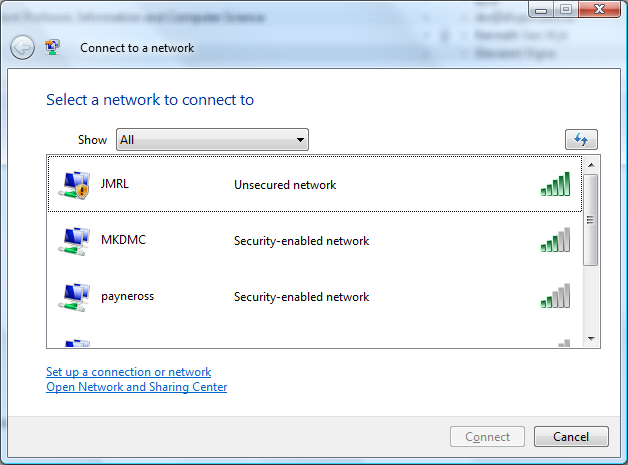 Connect to a network
Select a network to connect to
Show All
JMRL Unsecured network
MKDMC Security-enabled network
payneross Security-enabled network
Set up a connection or network
Open Network and Sharing Center
Connect Cancel